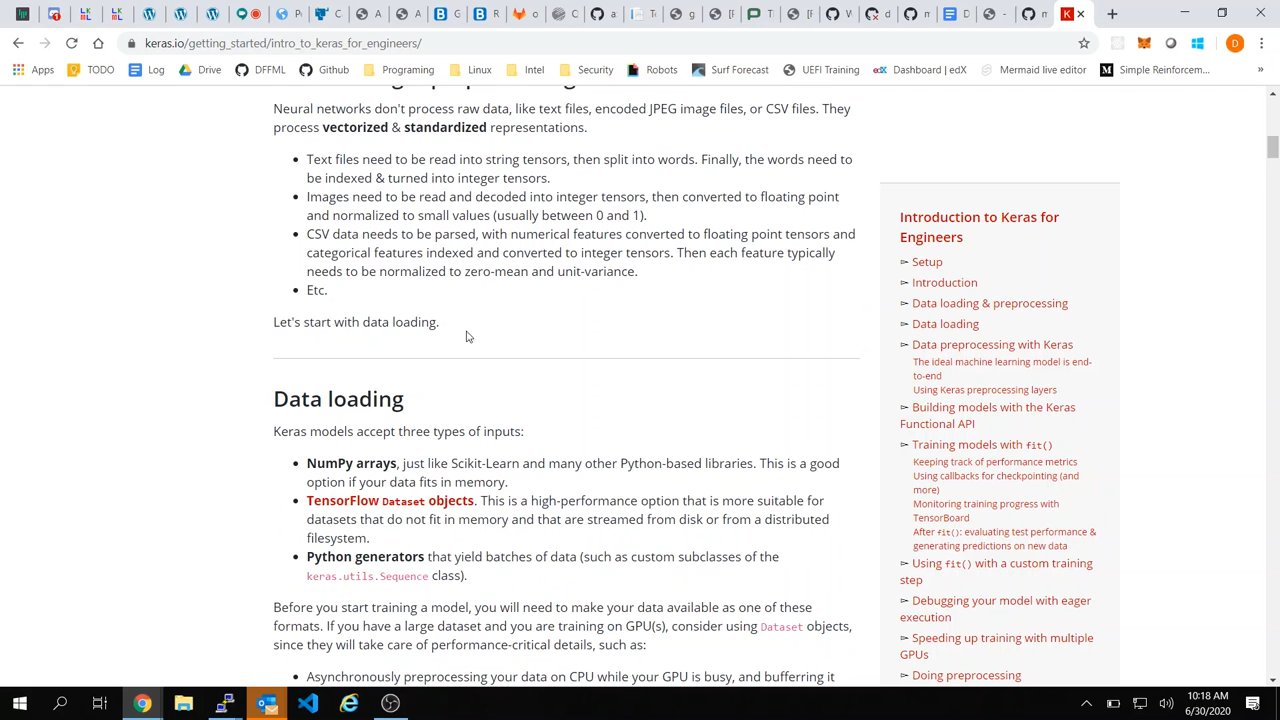 keras.io/getting_started/intro_to_keras_for_engineers/
Apps TODO Log Drive DFFML Github Programing Linux Intel Security Robots Surf Forecast UEFI Training Dashboard | edX Mermaid live editor Simple Reinforcem...
Neural networks don't process raw data, like text files, encoded JPEG image files, or CSV files. They
process vectorized & standardized representations.
Text files need to be read into string tensors, then split into words. Finally, the words need to
be indexed & turned into integer tensors.
Images need to be read and decoded into integer tensors, then converted to floating point
and normalized to small values (usually between 0 and 1).
CSV data needs to be parsed, with numerical features converted to floating point tensors and
categorical features indexed and converted to integer tensors. Then each feature typically
needs to be normalized to zero-mean and unit-variance.
Etc.
Let's start with data loading.
Data loading
Keras models accept three types of inputs:
NumPy arrays, just like Scikit-Learn and many other Python-based libraries. This is a good
option if your data fits in memory.
TensorFlow Dataset objects. This is a high-performance option that is more suitable for
datasets that do not fit in memory and that are streamed from disk or from a distributed
filesystem.
Python generators that yield batches of data (such as custom subclasses of the
keras.utils.Sequence class).
Before you start training a model, you will need to make your data available as one of these
formats. If you have a large dataset and you are training on GPU(s), consider using Dataset objects,
since they will take care of performance-critical details, such as:
Asynchronously preprocessing your data on CPU while your GPU is busy, and buffering it
Introduction to Keras for
Engineers
Setup
Introduction
Data loading & preprocessing
Data loading
Data preprocessing with Keras
The ideal machine learning model is end-
to-end
Using Keras preprocessing layers
Building models with the Keras
Functional API
Training models with fit()
Keeping track of performance metrics
Using callbacks for checkpointing (and
more)
Monitoring training progress with
TensorBoard
After fit(): evaluating test performance &
generating predictions on new data
Using fit() with a custom training
step
Debugging your model with eager
execution
Speeding up training with multiple
GPUs
Doing preprocessing
10:18 AM
6/30/2020